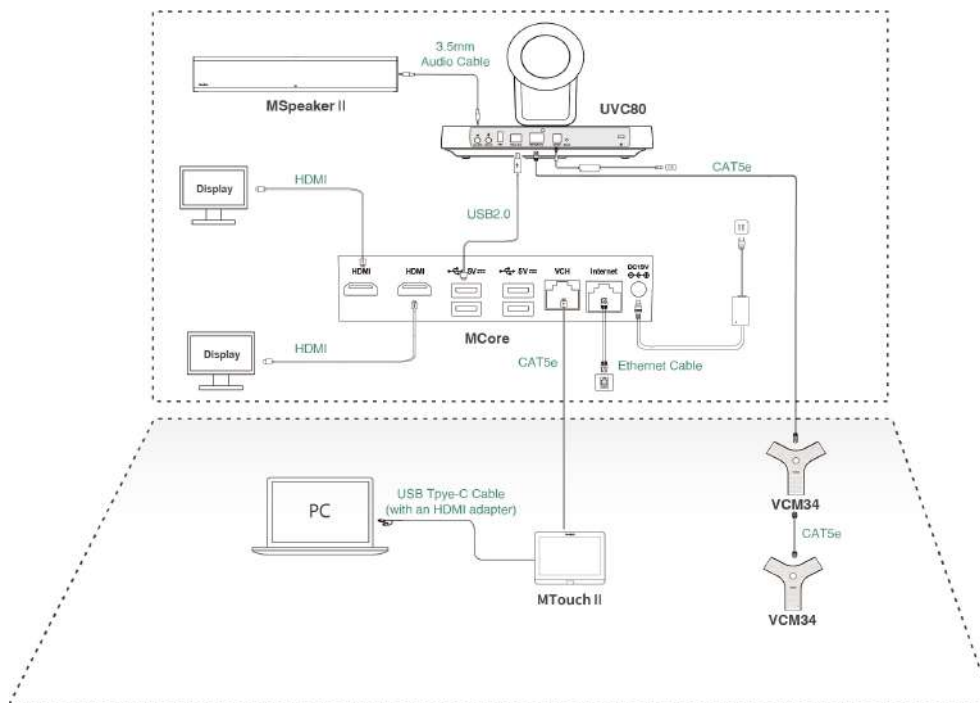 3.5mm
Audio Cable
MSpeaker II
UVC80
CAT5e
Display
HDMI
USB2.0
HDMI
HDMI
5V
5V
VCH
Internet
DC19V
MCore
Display
HDMI
CAT5e
Ethernet Cable
PC
USB Tpye-C Cable
(with an HDMI adapter)
MTouch II
VCM34
CAT5e
VCM34